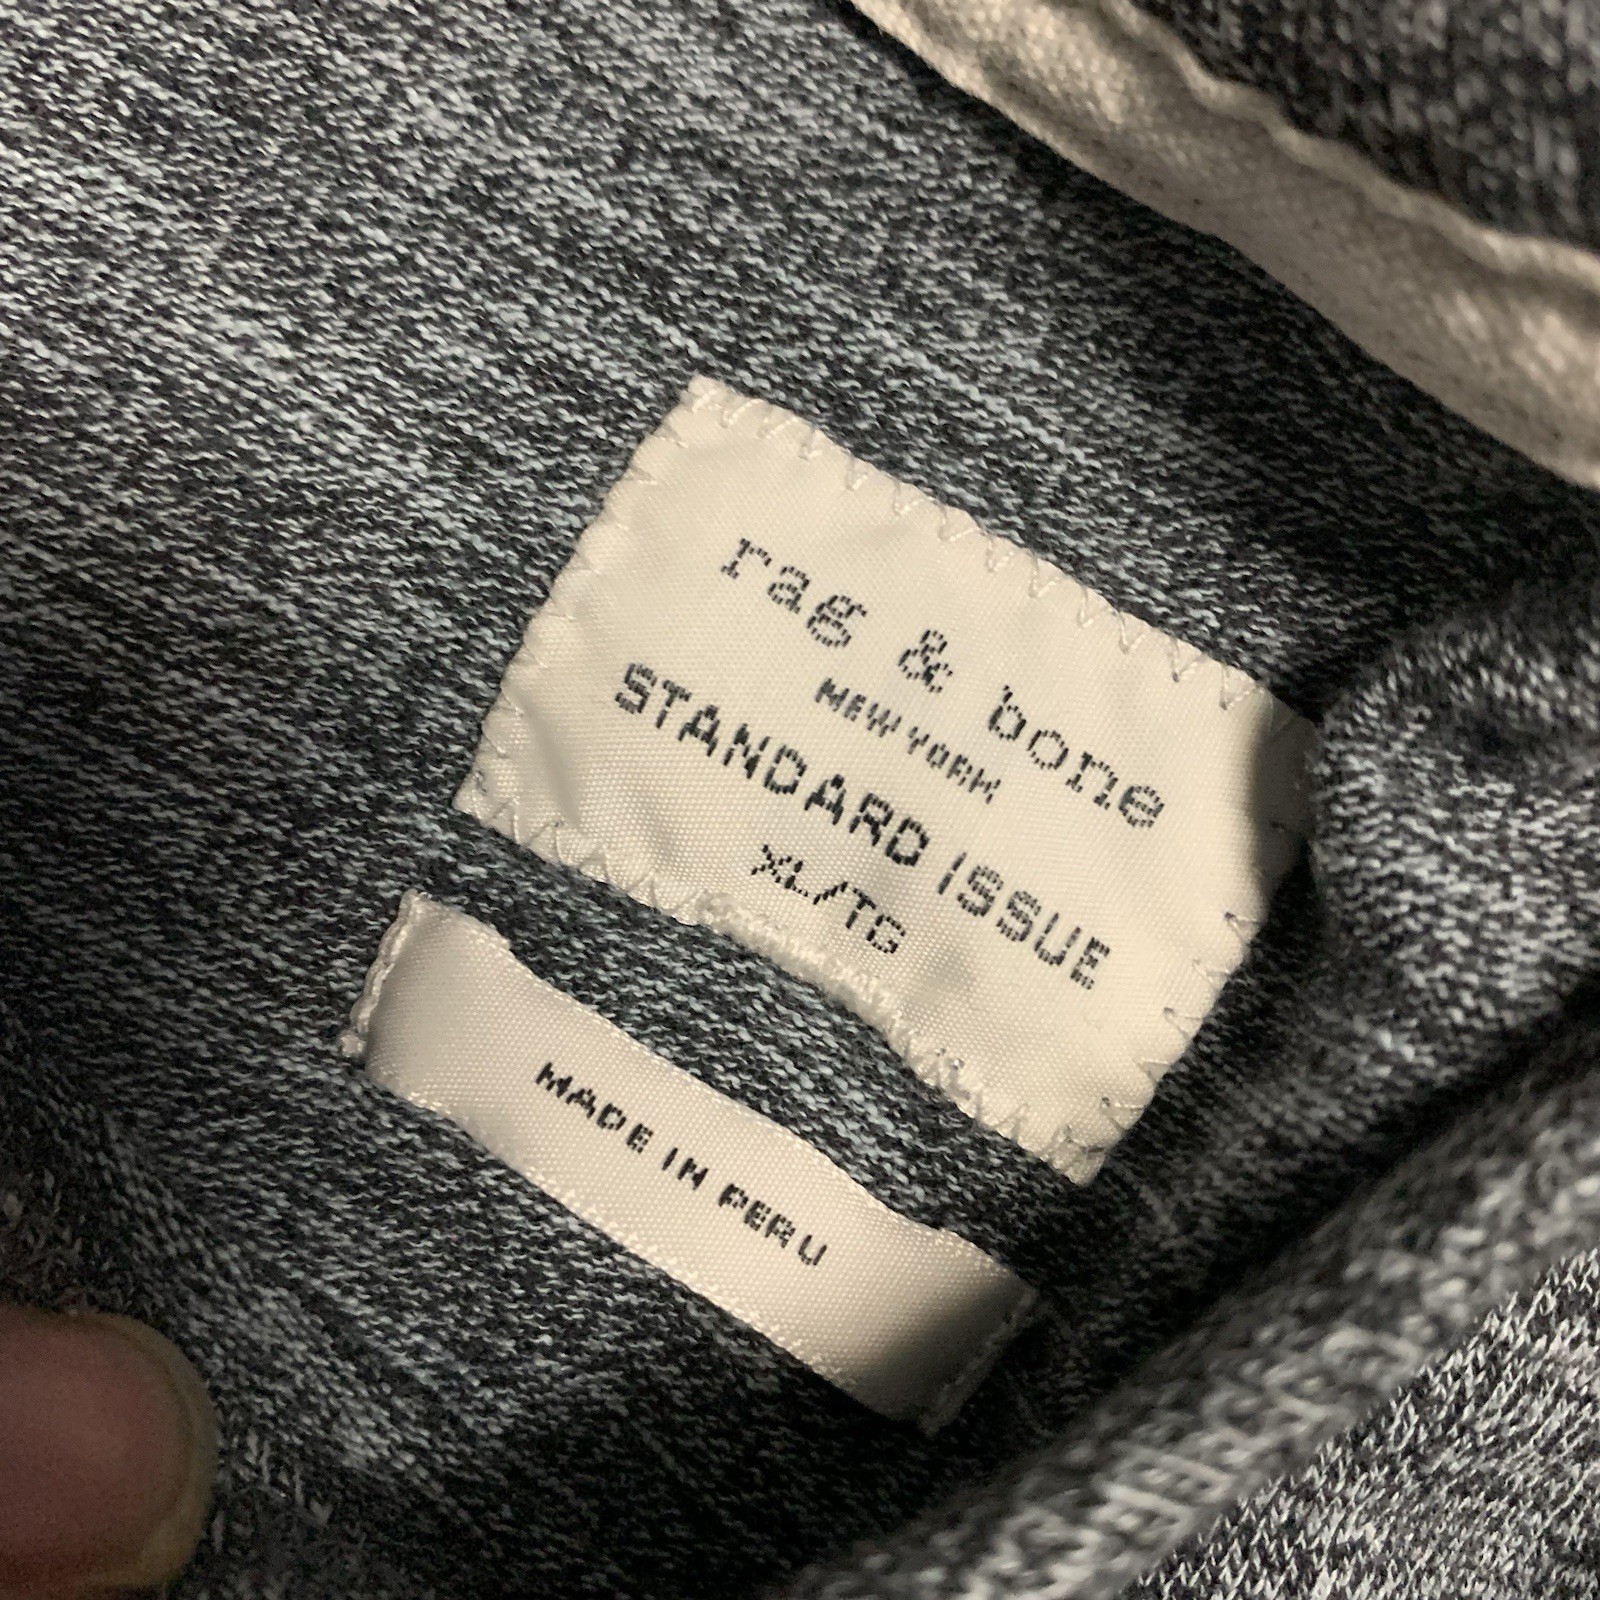 rag & bone
NEW YORK
STANDARD ISSUE
XL/TG
MADE IN PERU